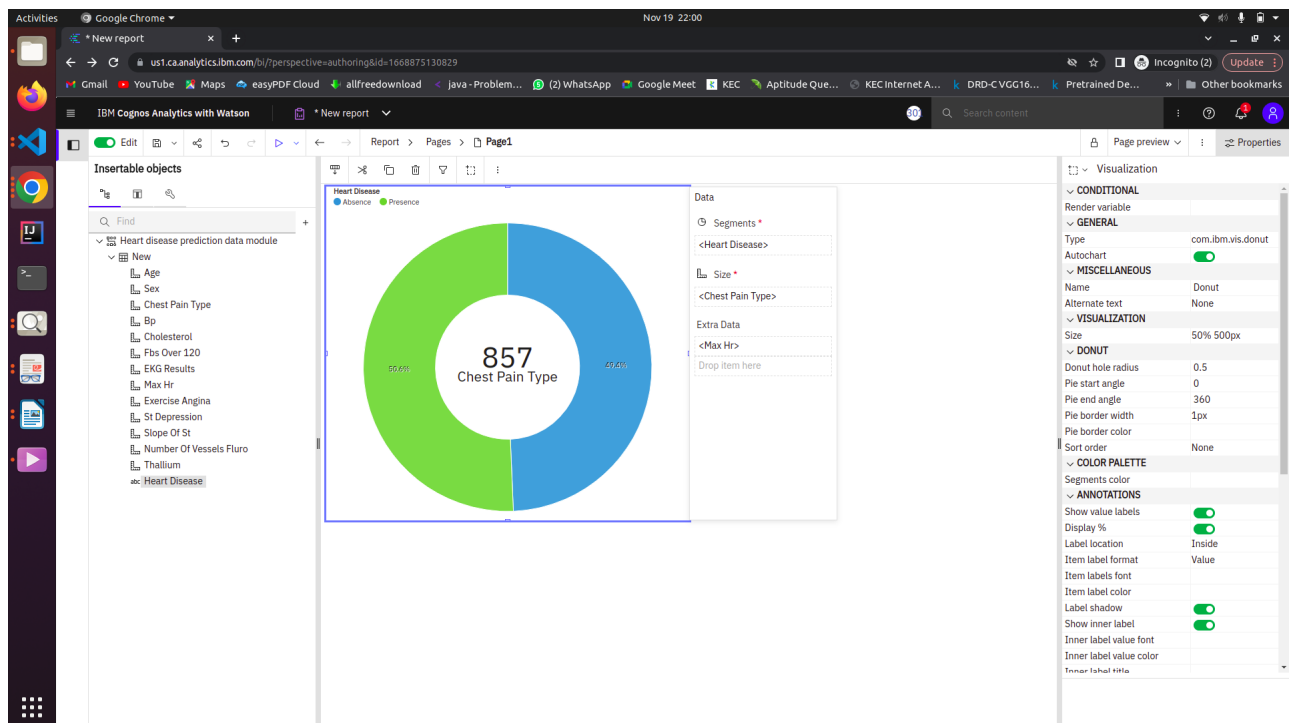 Activities
Google Chrome
Nov 19 22:00
* New report
us1.ca.analytics.ibm.com/bi/?perspective=authoring&id=1668875130829
Incognito (2)
Update
Gmail
YouTube
Maps
easyPDF Cloud
allfreedownload
java - Problem...
(2) WhatsApp
Google Meet
KEC
Aptitude Que...
KEC Internet A...
DRD-C VGG16...
Pretrained De...
»
Other bookmarks
IBM Cognos Analytics with Watson
* New report
Search content
1
Edit
Report > Pages > Page1
Page preview
Properties
Insertable objects
Find
Heart disease prediction data module
New
Age
Sex
Chest Pain Type
Bp
Cholesterol
Fbs Over 120
EKG Results
Max Hr
Exercise Angina
St Depression
Slope Of St
Number Of Vessels Fluro
Thallium
abc Heart Disease
Heart Disease
Absence Presence
50.6%
857
Chest Pain Type
49.4%
Data
Segments *
<Heart Disease>
Size *
<Chest Pain Type>
Extra Data
<Max Hr>
Drop item here
Visualization
CONDITIONAL
Render variable
GENERAL
Type com.ibm.vis.donut
Autochart
MISCELLANEOUS
Name Donut
Alternate text None
VISUALIZATION
Size 50% 500px
DONUT
Donut hole radius 0.5
Pie start angle 0
Pie end angle 360
Pie border width 1px
Pie border color
Sort order None
COLOR PALETTE
Segments color
ANNOTATIONS
Show value labels
Display %
Label location Inside
Item label format Value
Item labels font
Item label color
Label shadow
Show inner label
Inner label value font
Inner label value color
Inner label title